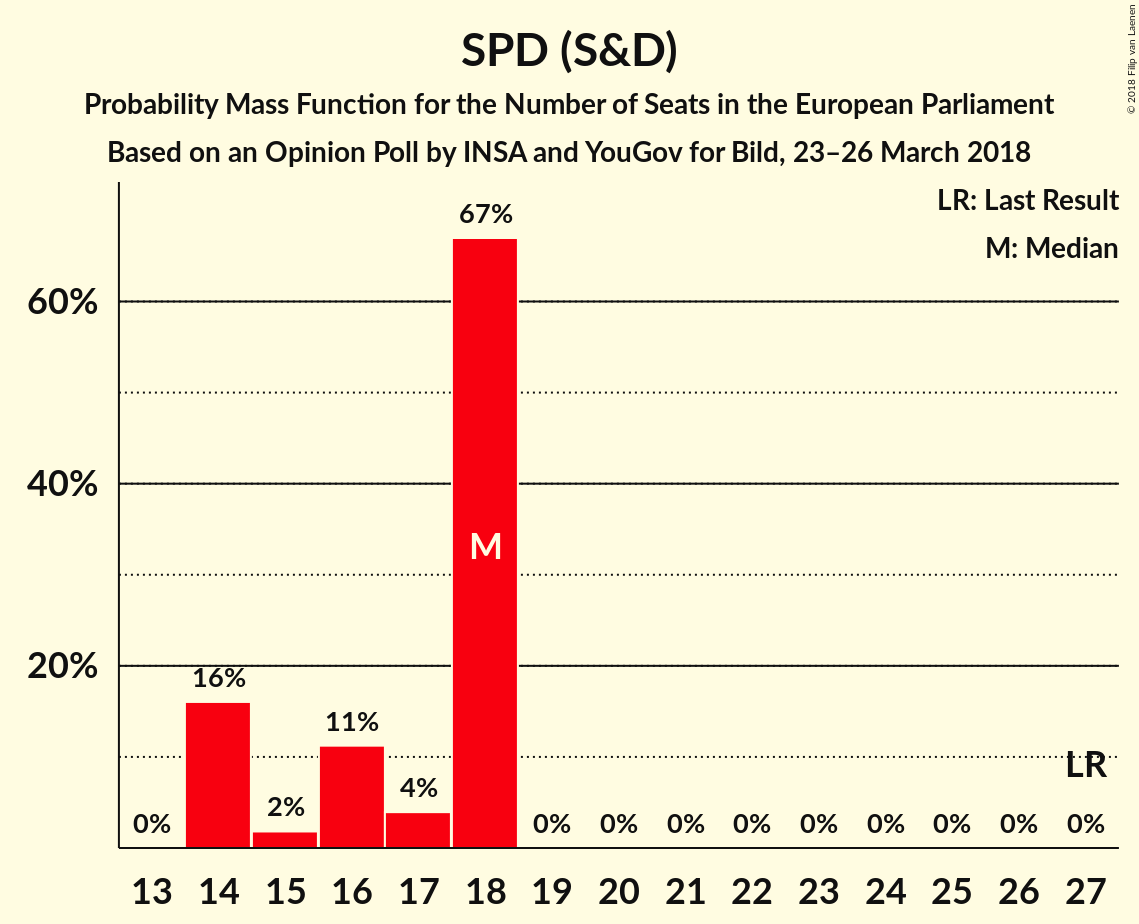 SPD (S&D)
Probability Mass Function for the Number of Seats in the European Parliament
Based on an Opinion Poll by INSA and YouGov for Bild, 23–26 March 2018
© 2018 Filip van Laenen
LR: Last Result
M: Median
67%
60%
40%
M
20%
16%
11%
LR
4%
2%
0% 0% 0% 0% 0% 0% 0% 0% 0% 0%
13 14 15 16 17 18 19 20 21 22 23 24 25 26 27